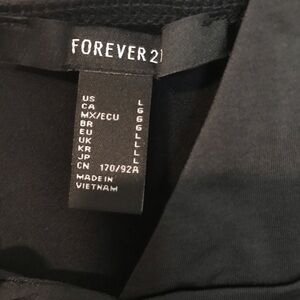 FOREVER 21
US L
CA G
MX/ECU G
BR G
EU L
UK L
KR L
JP L
CN 170/92A
MADE IN
VIETNAM